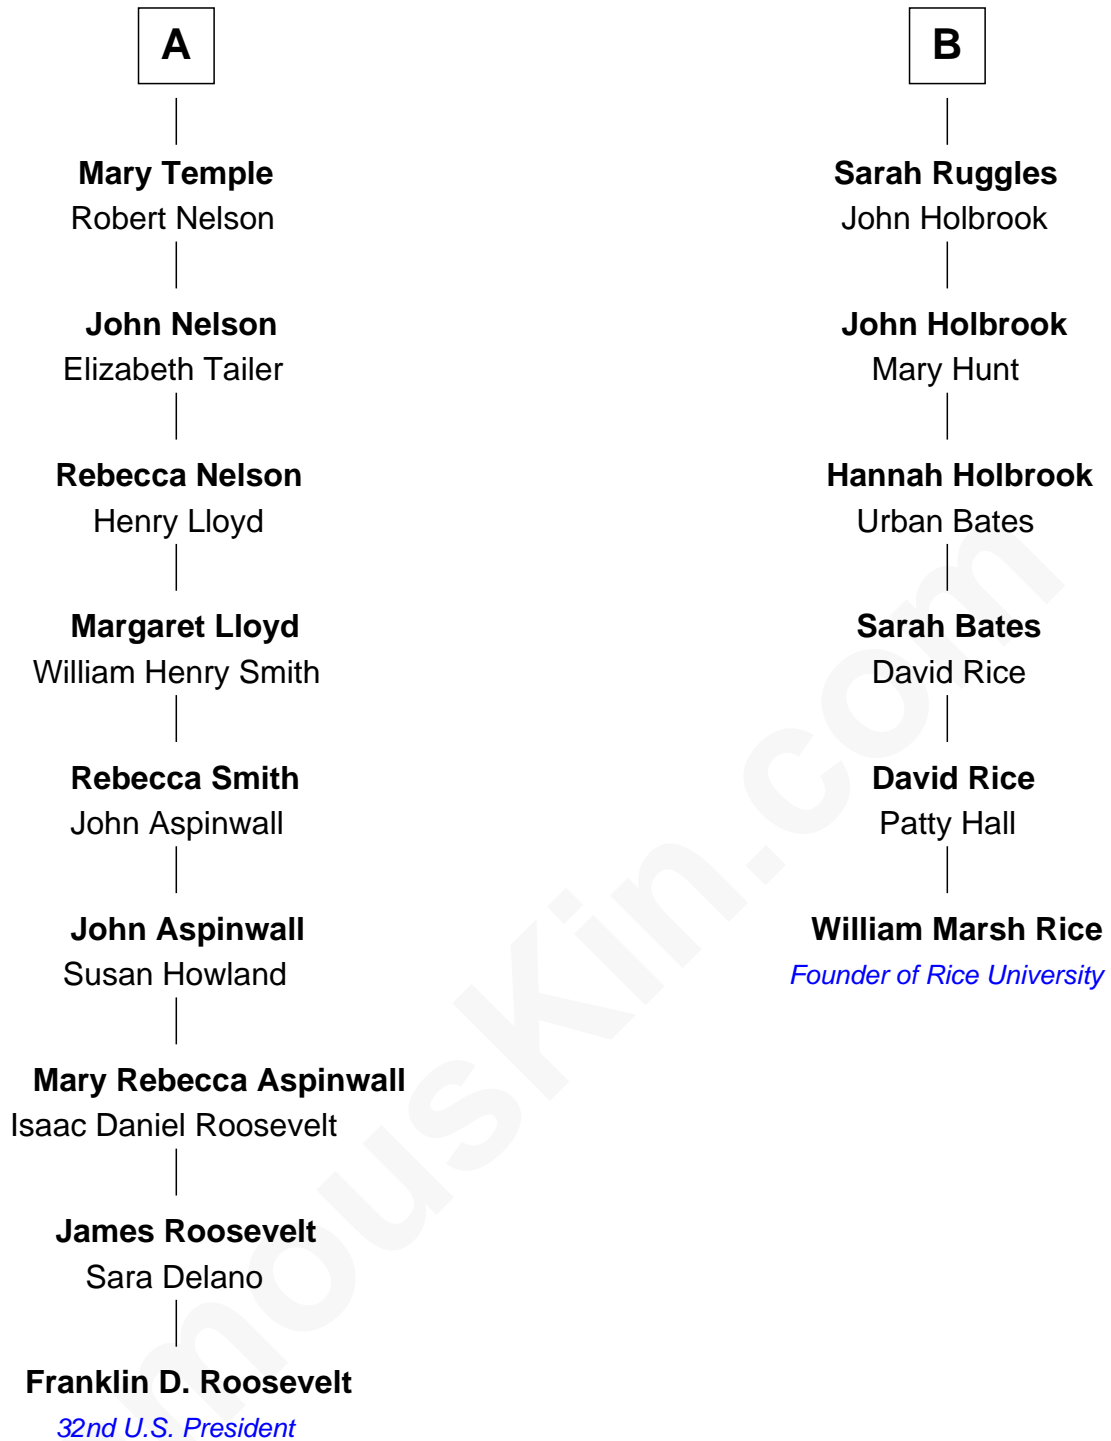 A
Mary Temple
Robert Nelson
John Nelson
Elizabeth Tailer
Rebecca Nelson
Henry Lloyd
Margaret Lloyd
William Henry Smith
Rebecca Smith
John Aspinwall
John Aspinwall
Susan Howland
Mary Rebecca Aspinwall
Isaac Daniel Roosevelt
James Roosevelt
Sara Delano
Franklin D. Roosevelt
32nd U.S. President
B
Sarah Ruggles
John Holbrook
John Holbrook
Mary Hunt
Hannah Holbrook
Urban Bates
Sarah Bates
David Rice
David Rice
Patty Hall
William Marsh Rice
Founder of Rice University
mousKin.com